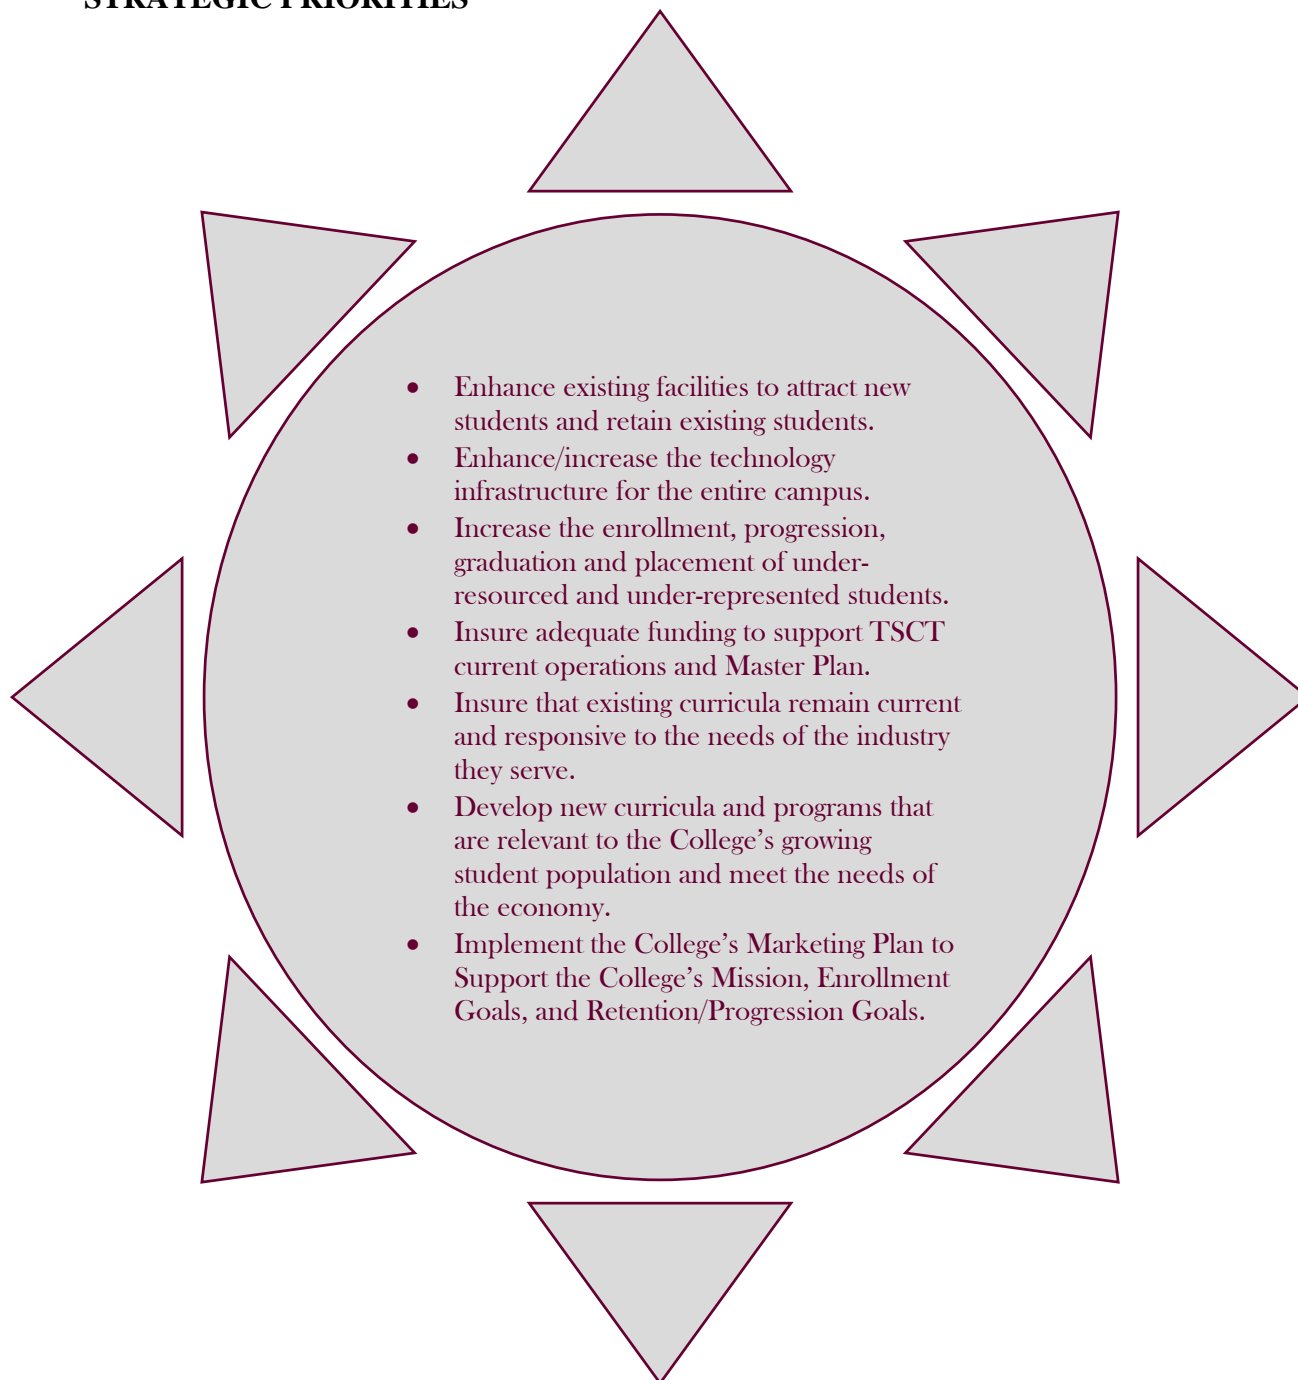 STRATEGIC PRIORITIES
• Enhance existing facilities to attract new
students and retain existing students.
• Enhance/increase the technology
infrastructure for the entire campus.
• Increase the enrollment, progression,
graduation and placement of under-
resourced and under-represented students.
• Insure adequate funding to support TSCT
current operations and Master Plan.
• Insure that existing curricula remain current
and responsive to the needs of the industry
they serve.
• Develop new curricula and programs that
are relevant to the College’s growing
student population and meet the needs of
the economy.
• Implement the College’s Marketing Plan to
Support the College’s Mission, Enrollment
Goals, and Retention/Progression Goals.